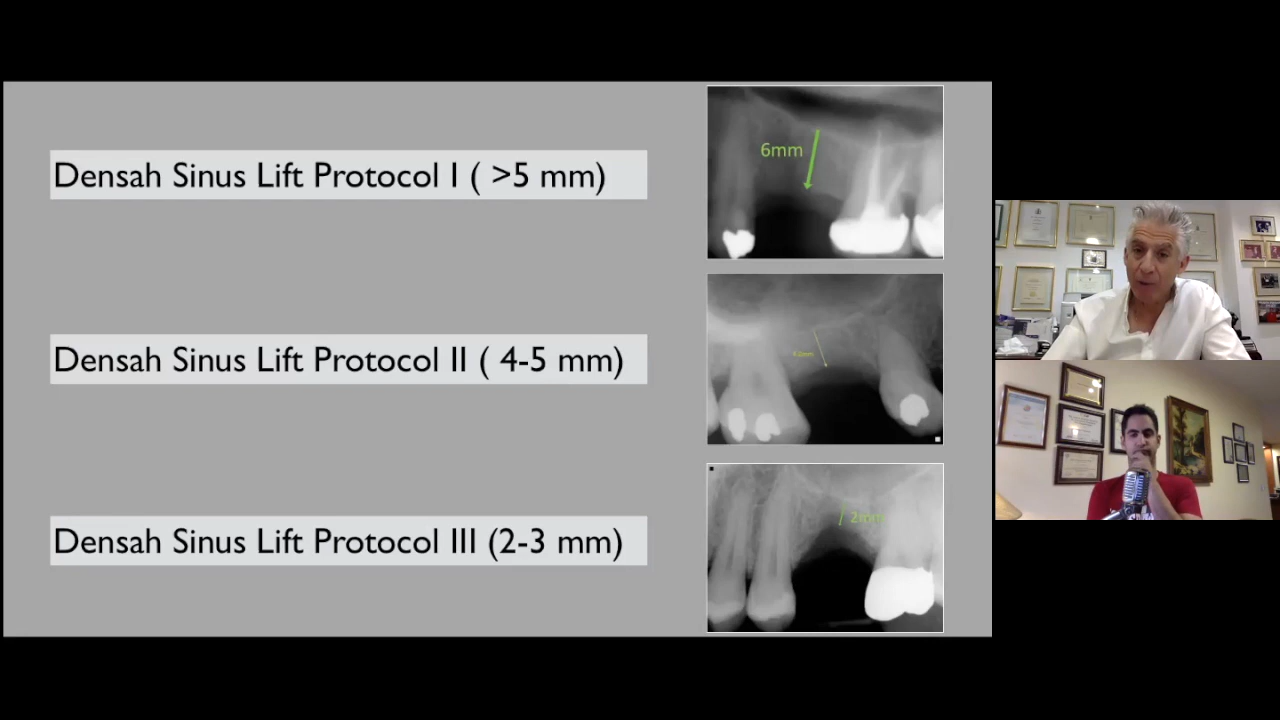 Densah Sinus Lift Protocol I ( >5 mm)
6mm
Densah Sinus Lift Protocol II ( 4-5 mm)
Densah Sinus Lift Protocol III (2-3 mm)
2mm